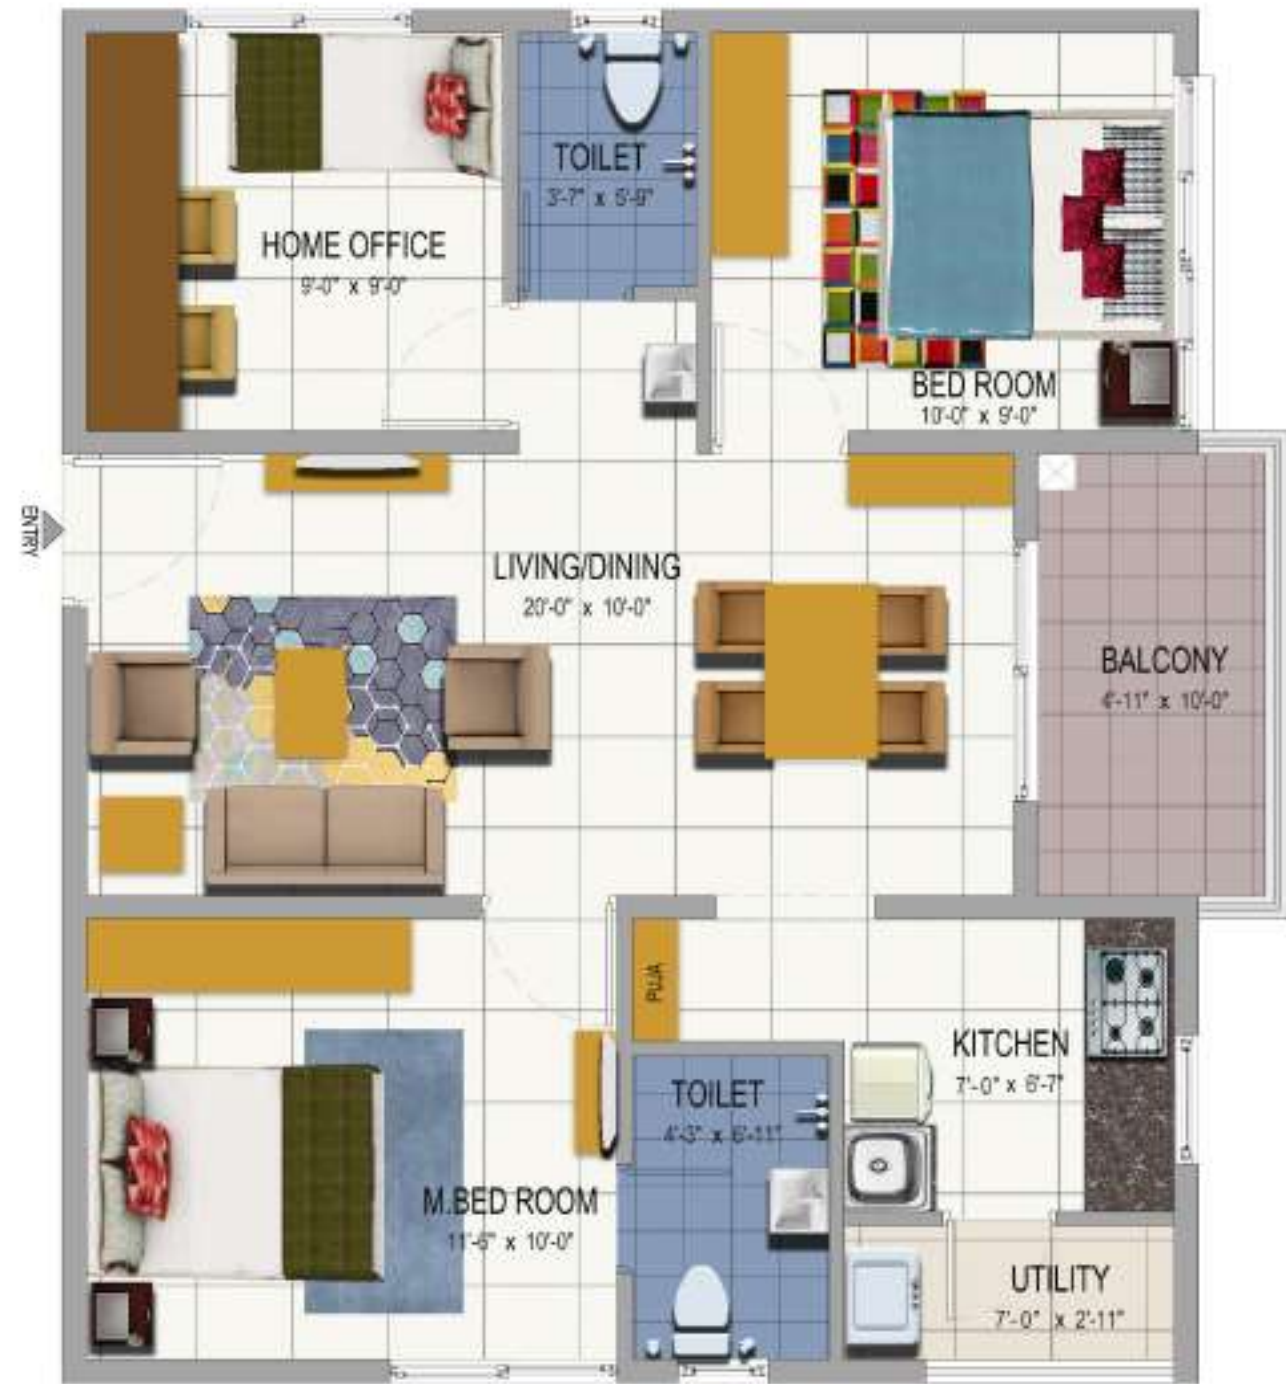 TOILET
3'-7" x 6'-9"
HOME OFFICE
9'-0" x 9'-0"
BED ROOM
10'-0" x 9'-0"
ENTRY
LIVING/DINING
20'-0" x 10'-0"
BALCONY
4'-11" x 10'-0"
PUJA
KITCHEN
7'-0" x 6'-7"
TOILET
4'-3" x 6'-11"
M.BED ROOM
11'-6" x 10'-0"
UTILITY
7'-0" x 2'-11"